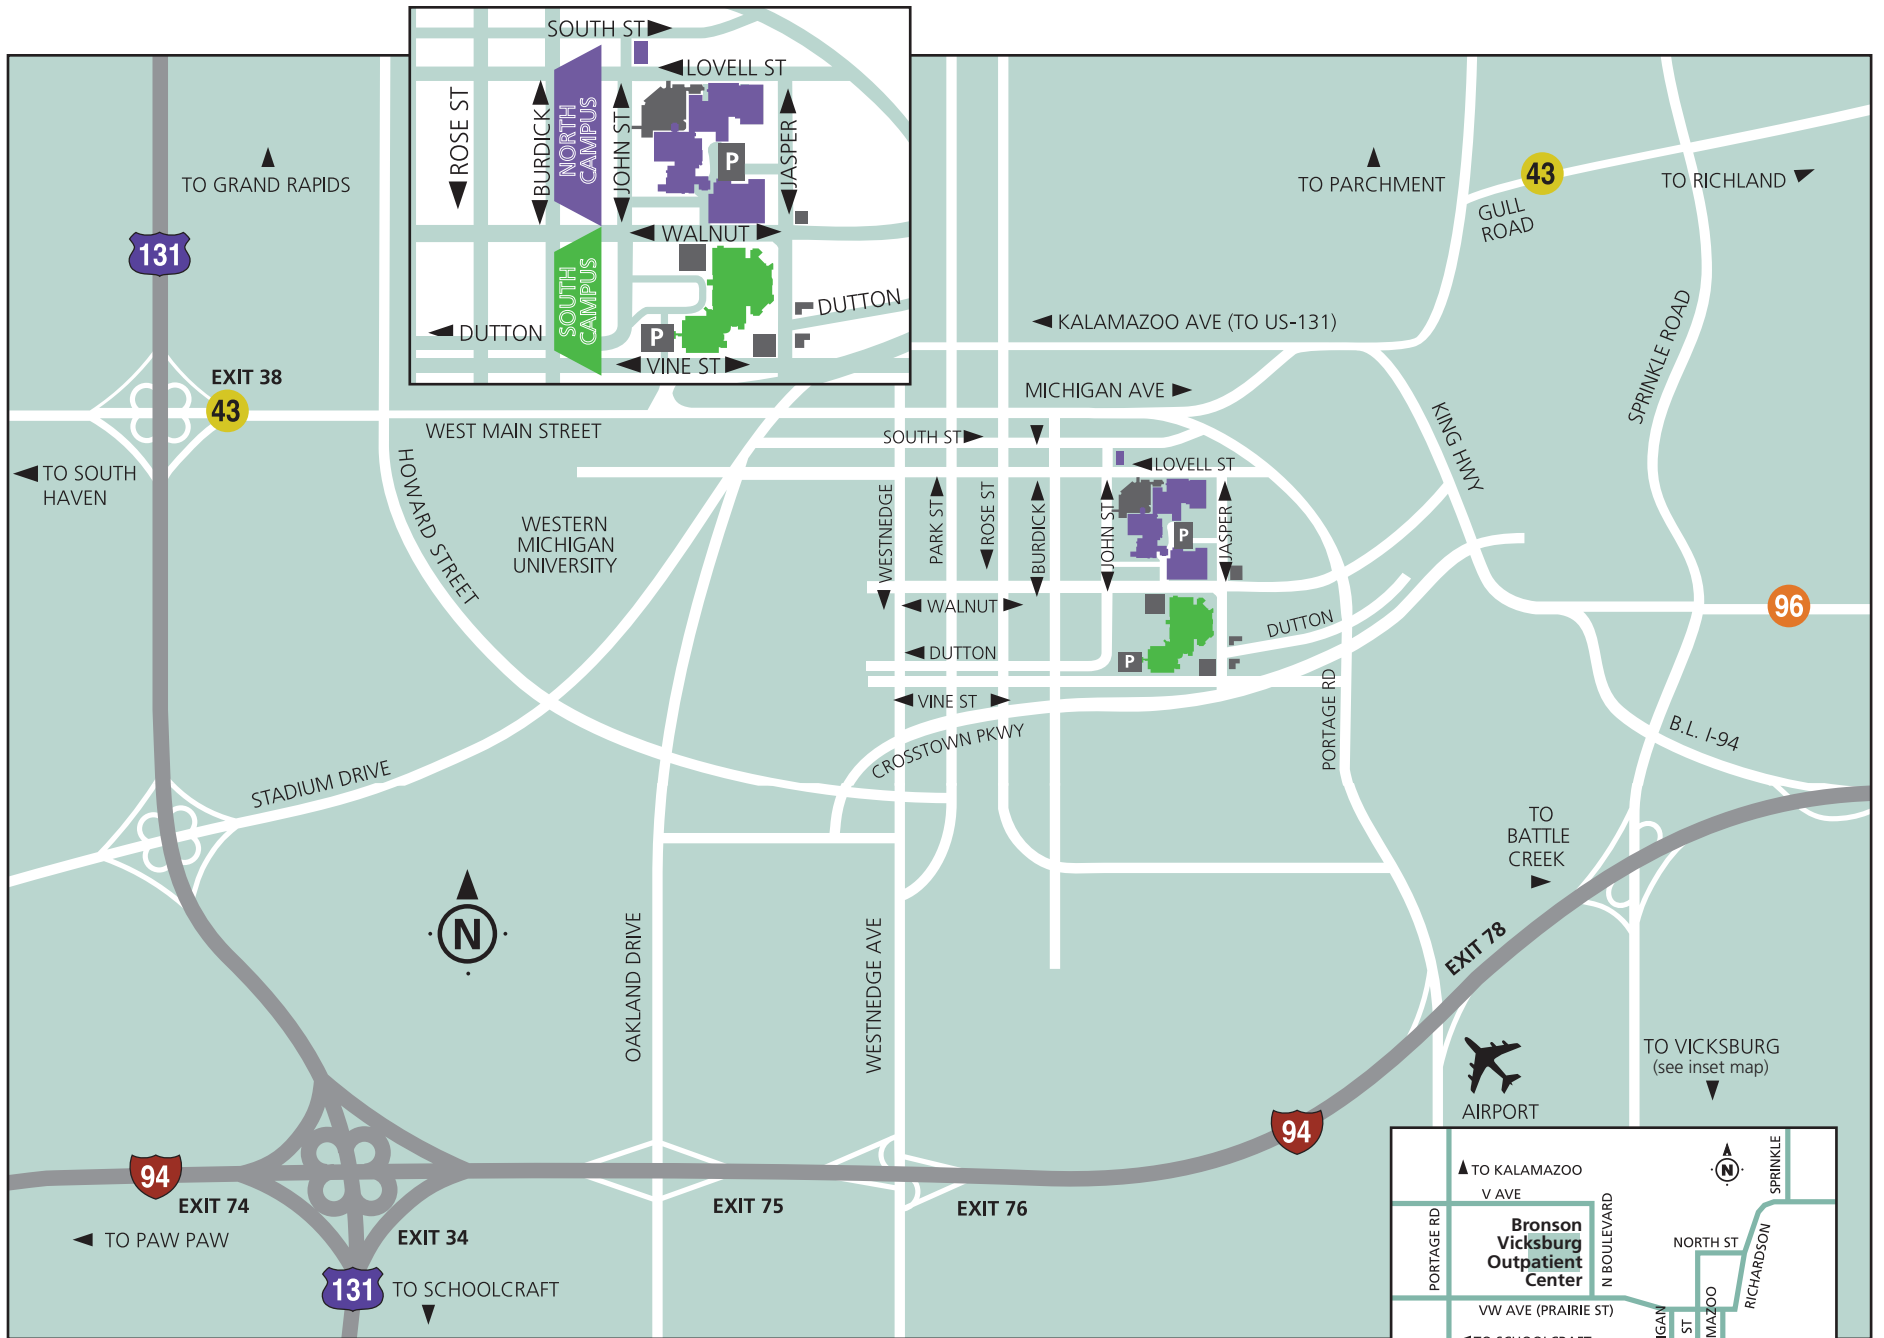 SOUTH ST
LOVELL ST
ROSE ST
BURDICK
NORTH
CAMPUS
JOHN ST
P
JASPER
WALNUT
SOUTH
CAMPUS
DUTTON
DUTTON
P
VINE ST
TO GRAND RAPIDS
131
TO PARCHMENT
43
TO RICHLAND
GULL
ROAD
SPRINKLE ROAD
KALAMAZOO AVE (TO US-131)
EXIT 38
43
MICHIGAN AVE
KING HWY
WEST MAIN STREET
SOUTH ST
LOVELL ST
TO SOUTH
HAVEN
HOWARD STREET
WESTERN
MICHIGAN
UNIVERSITY
WESTNEDGE
PARK ST
ROSE ST
BURDICK
JOHN ST
P
JASPER
WALNUT
96
DUTTON
DUTTON
P
VINE ST
CROSSTOWN PKWY
PORTAGE RD
B.L. I-94
STADIUM DRIVE
TO
BATTLE
CREEK
N
OAKLAND DRIVE
WESTNEDGE AVE
EXIT 78
TO VICKSBURG
(see inset map)
AIRPORT
94
94
EXIT 74
EXIT 75
EXIT 76
TO PAW PAW
EXIT 34
131
TO SCHOOLCRAFT
TO KALAMAZOO
N
SPRINKLE
V AVE
PORTAGE RD
Bronson
Vicksburg
Outpatient
Center
N BOULEVARD
NORTH ST
RICHARDSON
VW AVE (PRAIRIE ST)
ST